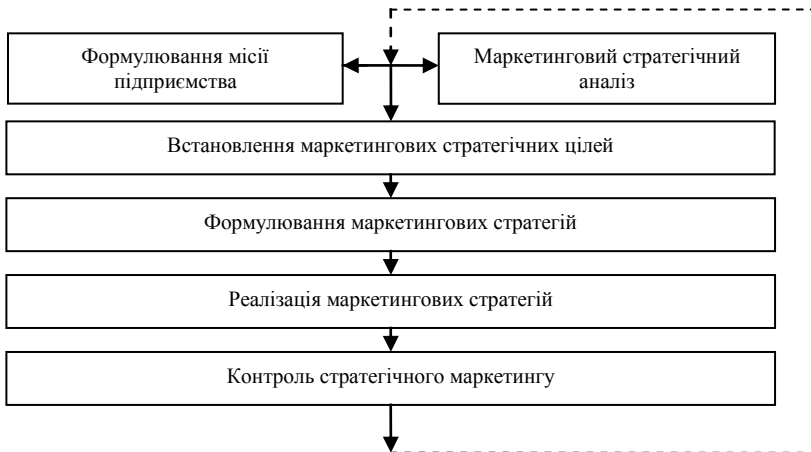 Формулювання місії
підприємства
Маркетинговий стратегічний
аналіз
Встановлення маркетингових стратегічних цілей
Формулювання маркетингових стратегій
Реалізація маркетингових стратегій
Контроль стратегічного маркетингу